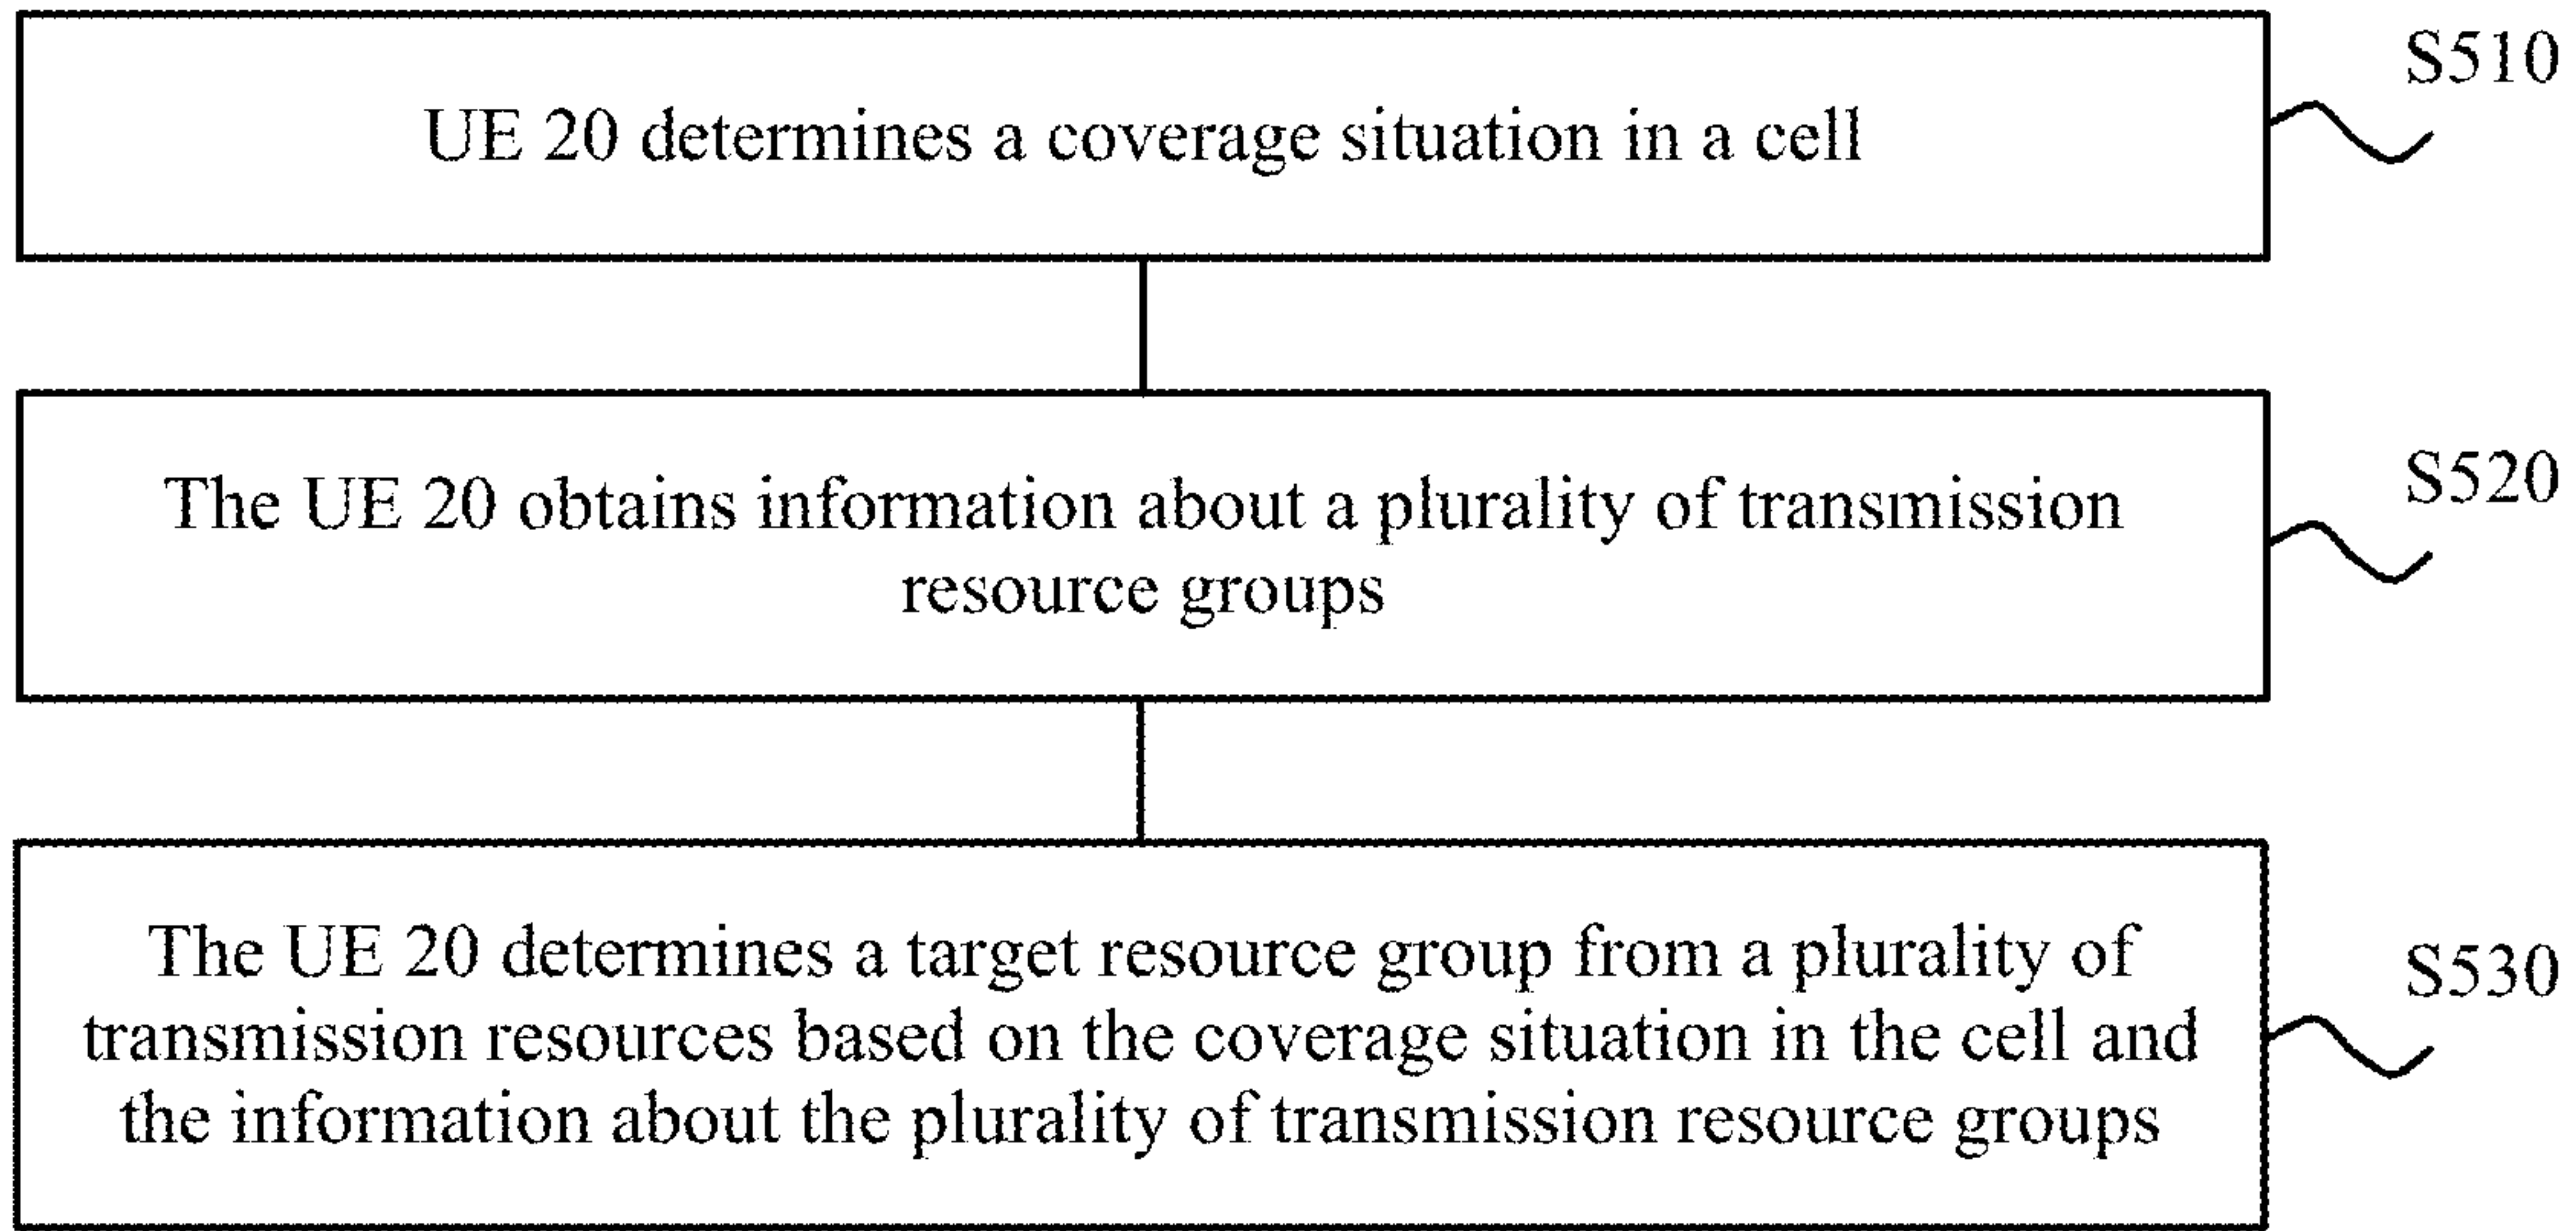 S510
UE 20 determines a coverage situation in a cell
S520
The UE 20 obtains information about a plurality of transmission
resource groups
The UE 20 determines a target resource group from a plurality of
S530
transmission resources based on the coverage situation in the cell and
the information about the plurality of transmission resource groups